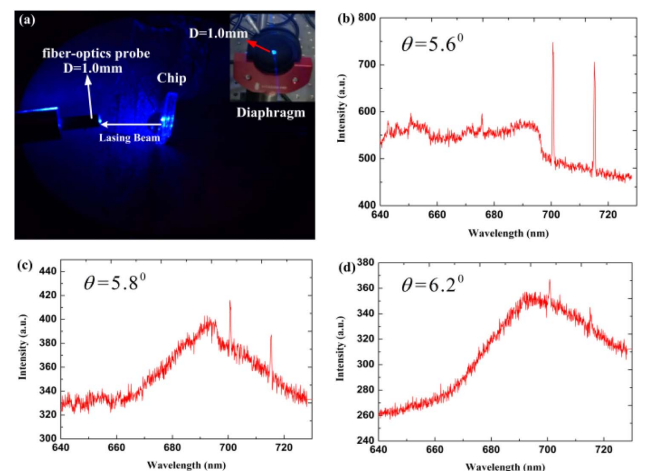 (a)
fiber-optics probe
D=1.0mm
Chip
Lasing Beam
D=1.0mm
Diaphragm
(b)
θ=5.6⁰
Intensity (a.u.)
800
700
600
500
400
640 660 680 700 720
Wavelength (nm)
(c)
θ=5.8⁰
Intensity (a.u.)
440
420
400
380
360
340
320
300
640 660 680 700 720
Wavelength (nm)
(d)
θ=6.2⁰
Intensity (a.u.)
380
360
340
320
300
280
260
240
640 660 680 700 720
Wavelength (nm)